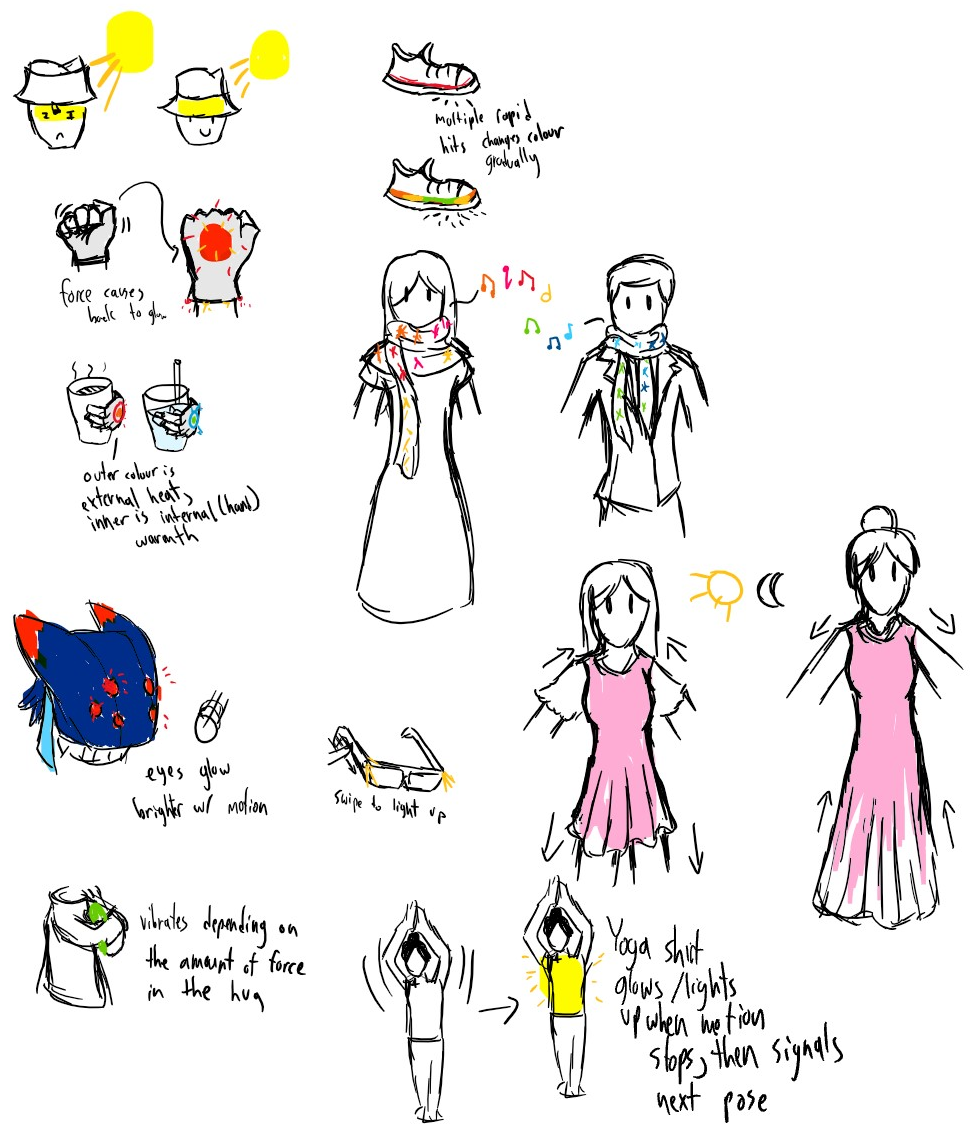 multiple rapid
hits changes colour
gradually
force causes
back to glow
outer colour is
external heat,
inner is internal (hand)
warmth
eyes glow
brighter w/ motion
swipe to light up
vibrates depending on
the amount of force
in the hug
Yoga shirt
glows /lights
up when motion
stops, then signals
next pose